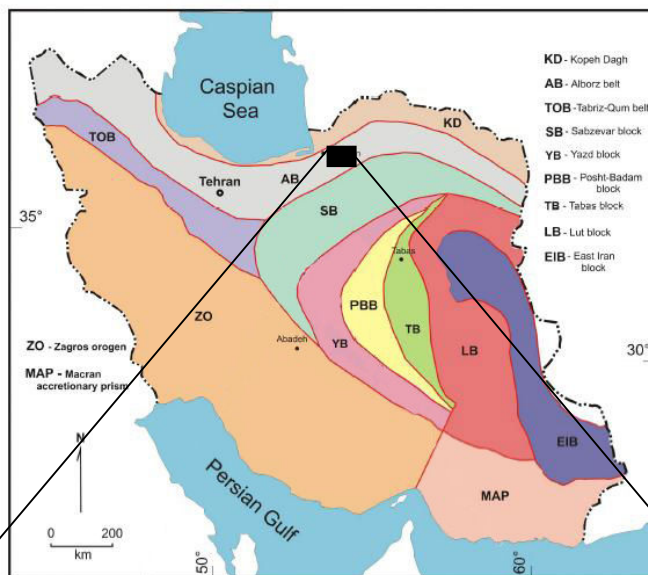 Caspian
Sea
KD
TOB
Tehran
AB
SB
35°
Tabas
PBB
TB
ZO
Abadeh
YB
LB
30°
EIB
MAP
Persian Gulf
50°
60°
N
0 200
km
KD - Kopeh Dagh
AB - Alborz belt
TOB -Tabriz-Qum belt
SB - Sabzevar block
YB - Yazd block
PBB - Posht-Badam
block
TB - Tabas block
LB - Lut block
EIB - East Iran
block
ZO - Zagros orogen
MAP - Macran
accretionary prism